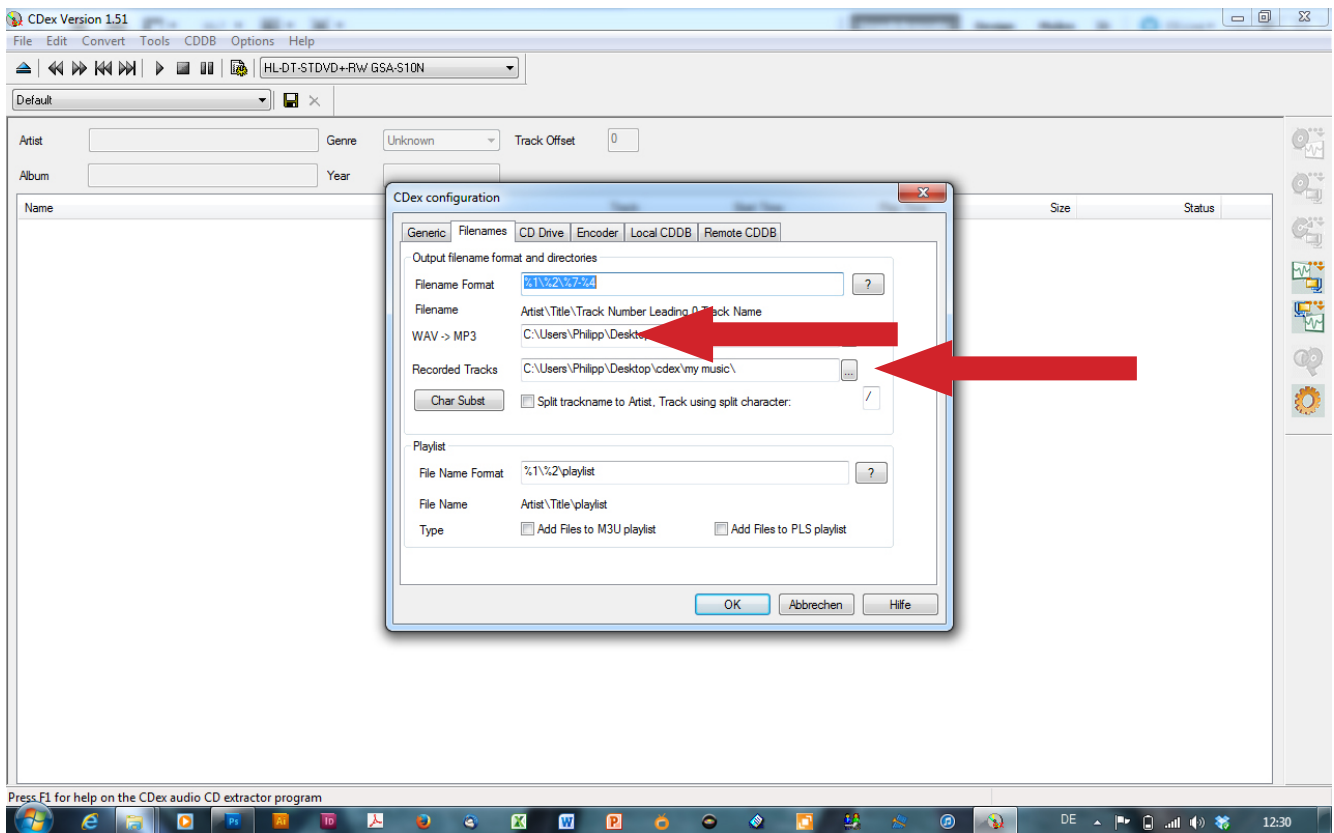 CDex Version 1.51
File Edit Convert Tools CDDB Options Help
HL-DT-STDVD+-RW GSA-S10N
Default
Artist Genre Unknown Track Offset 0
Album Year
Name Size Status
CDex configuration
Generic Filenames CD Drive Encoder Local CDDB Remote CDDB
Output filename format and directories
Filename Format %1\%2\%7-%4 ?
Filename Artist\Title\Track Number Leading 0-Track Name
WAV -> MP3 C:\Users\Philipp\Desktop
Recorded Tracks C:\Users\Philipp\Desktop\cdex\my music\ ...
Char Subst Split trackname to Artist, Track using split character: /
Playlist
File Name Format %1\%2\playlist ?
File Name Artist\Title\playlist
Type Add Files to M3U playlist Add Files to PLS playlist
OK Abbrechen Hilfe
Press F1 for help on the CDex audio CD extractor program
Ps Ai ID W P DE 12:30